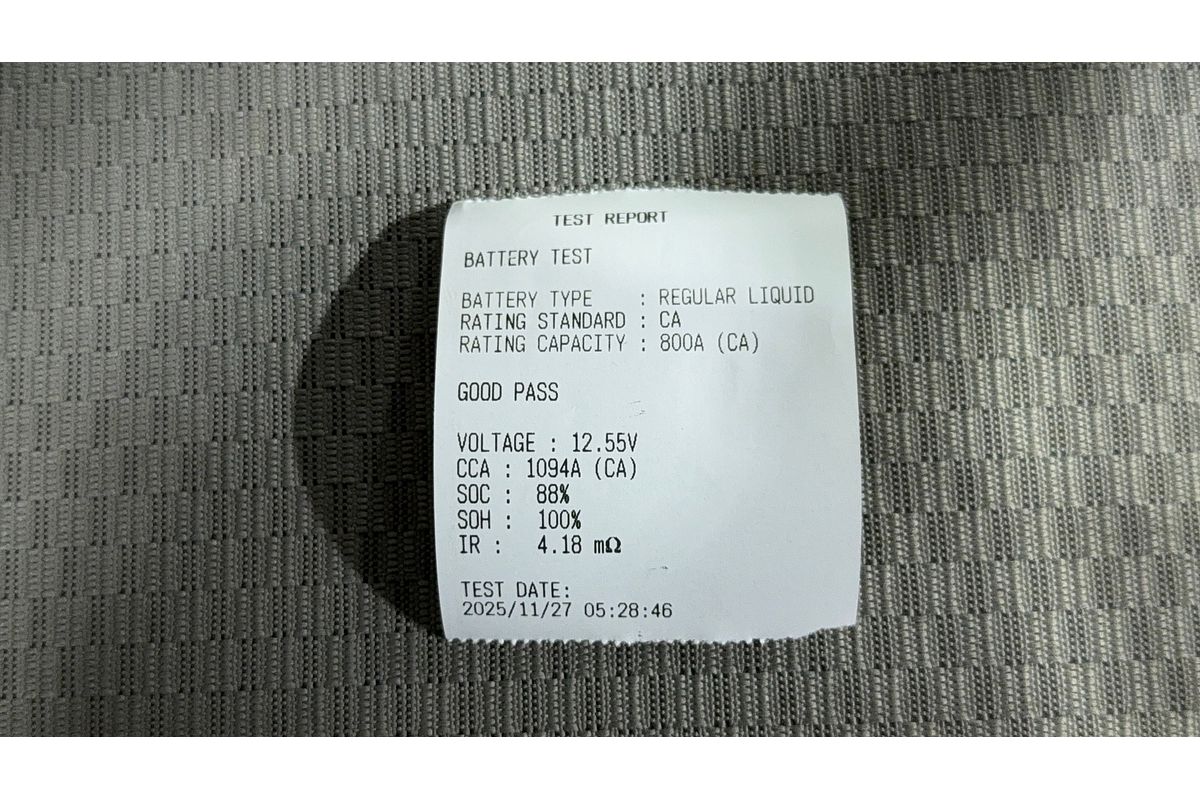 TEST REPORT
BATTERY TEST
BATTERY TYPE : REGULAR LIQUID
RATING STANDARD : CA
RATING CAPACITY : 800A (CA)
GOOD PASS
VOLTAGE : 12.55V
CCA : 1094A (CA)
SOC : 88%
SOH : 100%
IR : 4.18 mΩ
TEST DATE:
2025/11/27 05:28:46